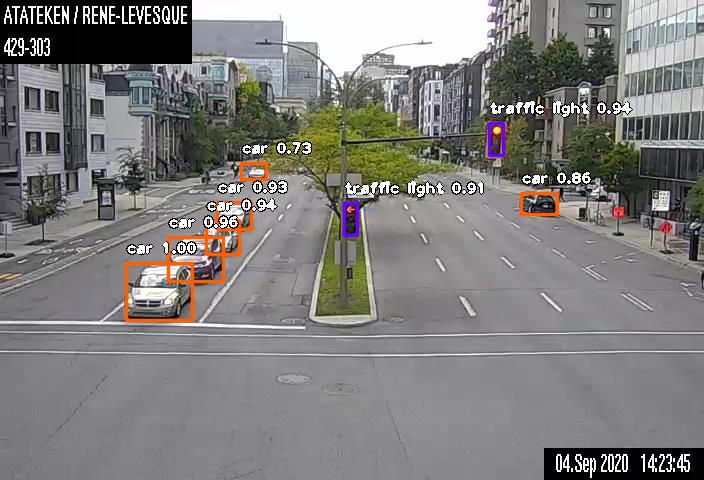 ATATEKEN / RENE-LEVESQUE
429-303
traffic light 0.94
car 0.73
car 0.86
car 0.93
traffic light 0.91
car 0.94
car 0.96
car 1.00
04.Sep 2020 14:23:45